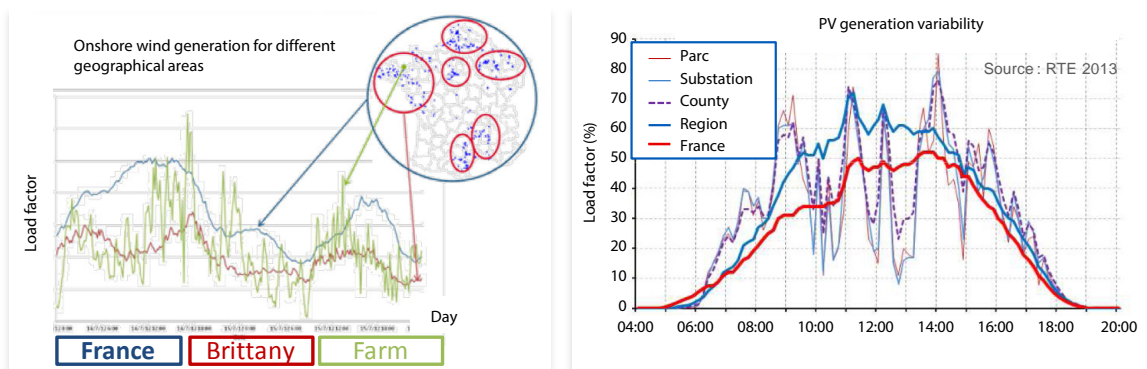 Onshore wind generation for different
geographical areas
Load factor
Day
France
Brittany
Farm
PV generation variability
90
80
70
60
50
40
30
20
10
0
Load factor (%)
Parc
Substation
County
Region
France
Source : RTE 2013
04:00 06:00 08:00 10:00 12:00 14:00 16:00 18:00 20:00